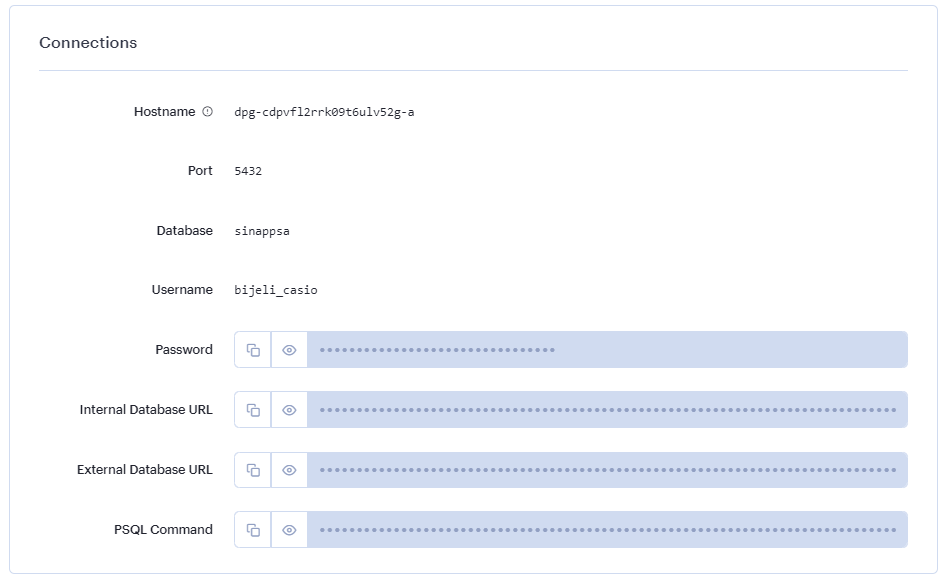 Connections
Hostname dpg-cdpvfl2rrk09t6ulv52g-a
Port 5432
Database sinappsa
Username bijeli_casio
Password ••••••••••••••••••••••••••••••••
Internal Database URL ••••••••••••••••••••••••••••••••••••••••••••••••••••••••••••••••••••••••••••••
External Database URL ••••••••••••••••••••••••••••••••••••••••••••••••••••••••••••••••••••••••••••••
PSQL Command ••••••••••••••••••••••••••••••••••••••••••••••••••••••••••••••••••••••••••••••